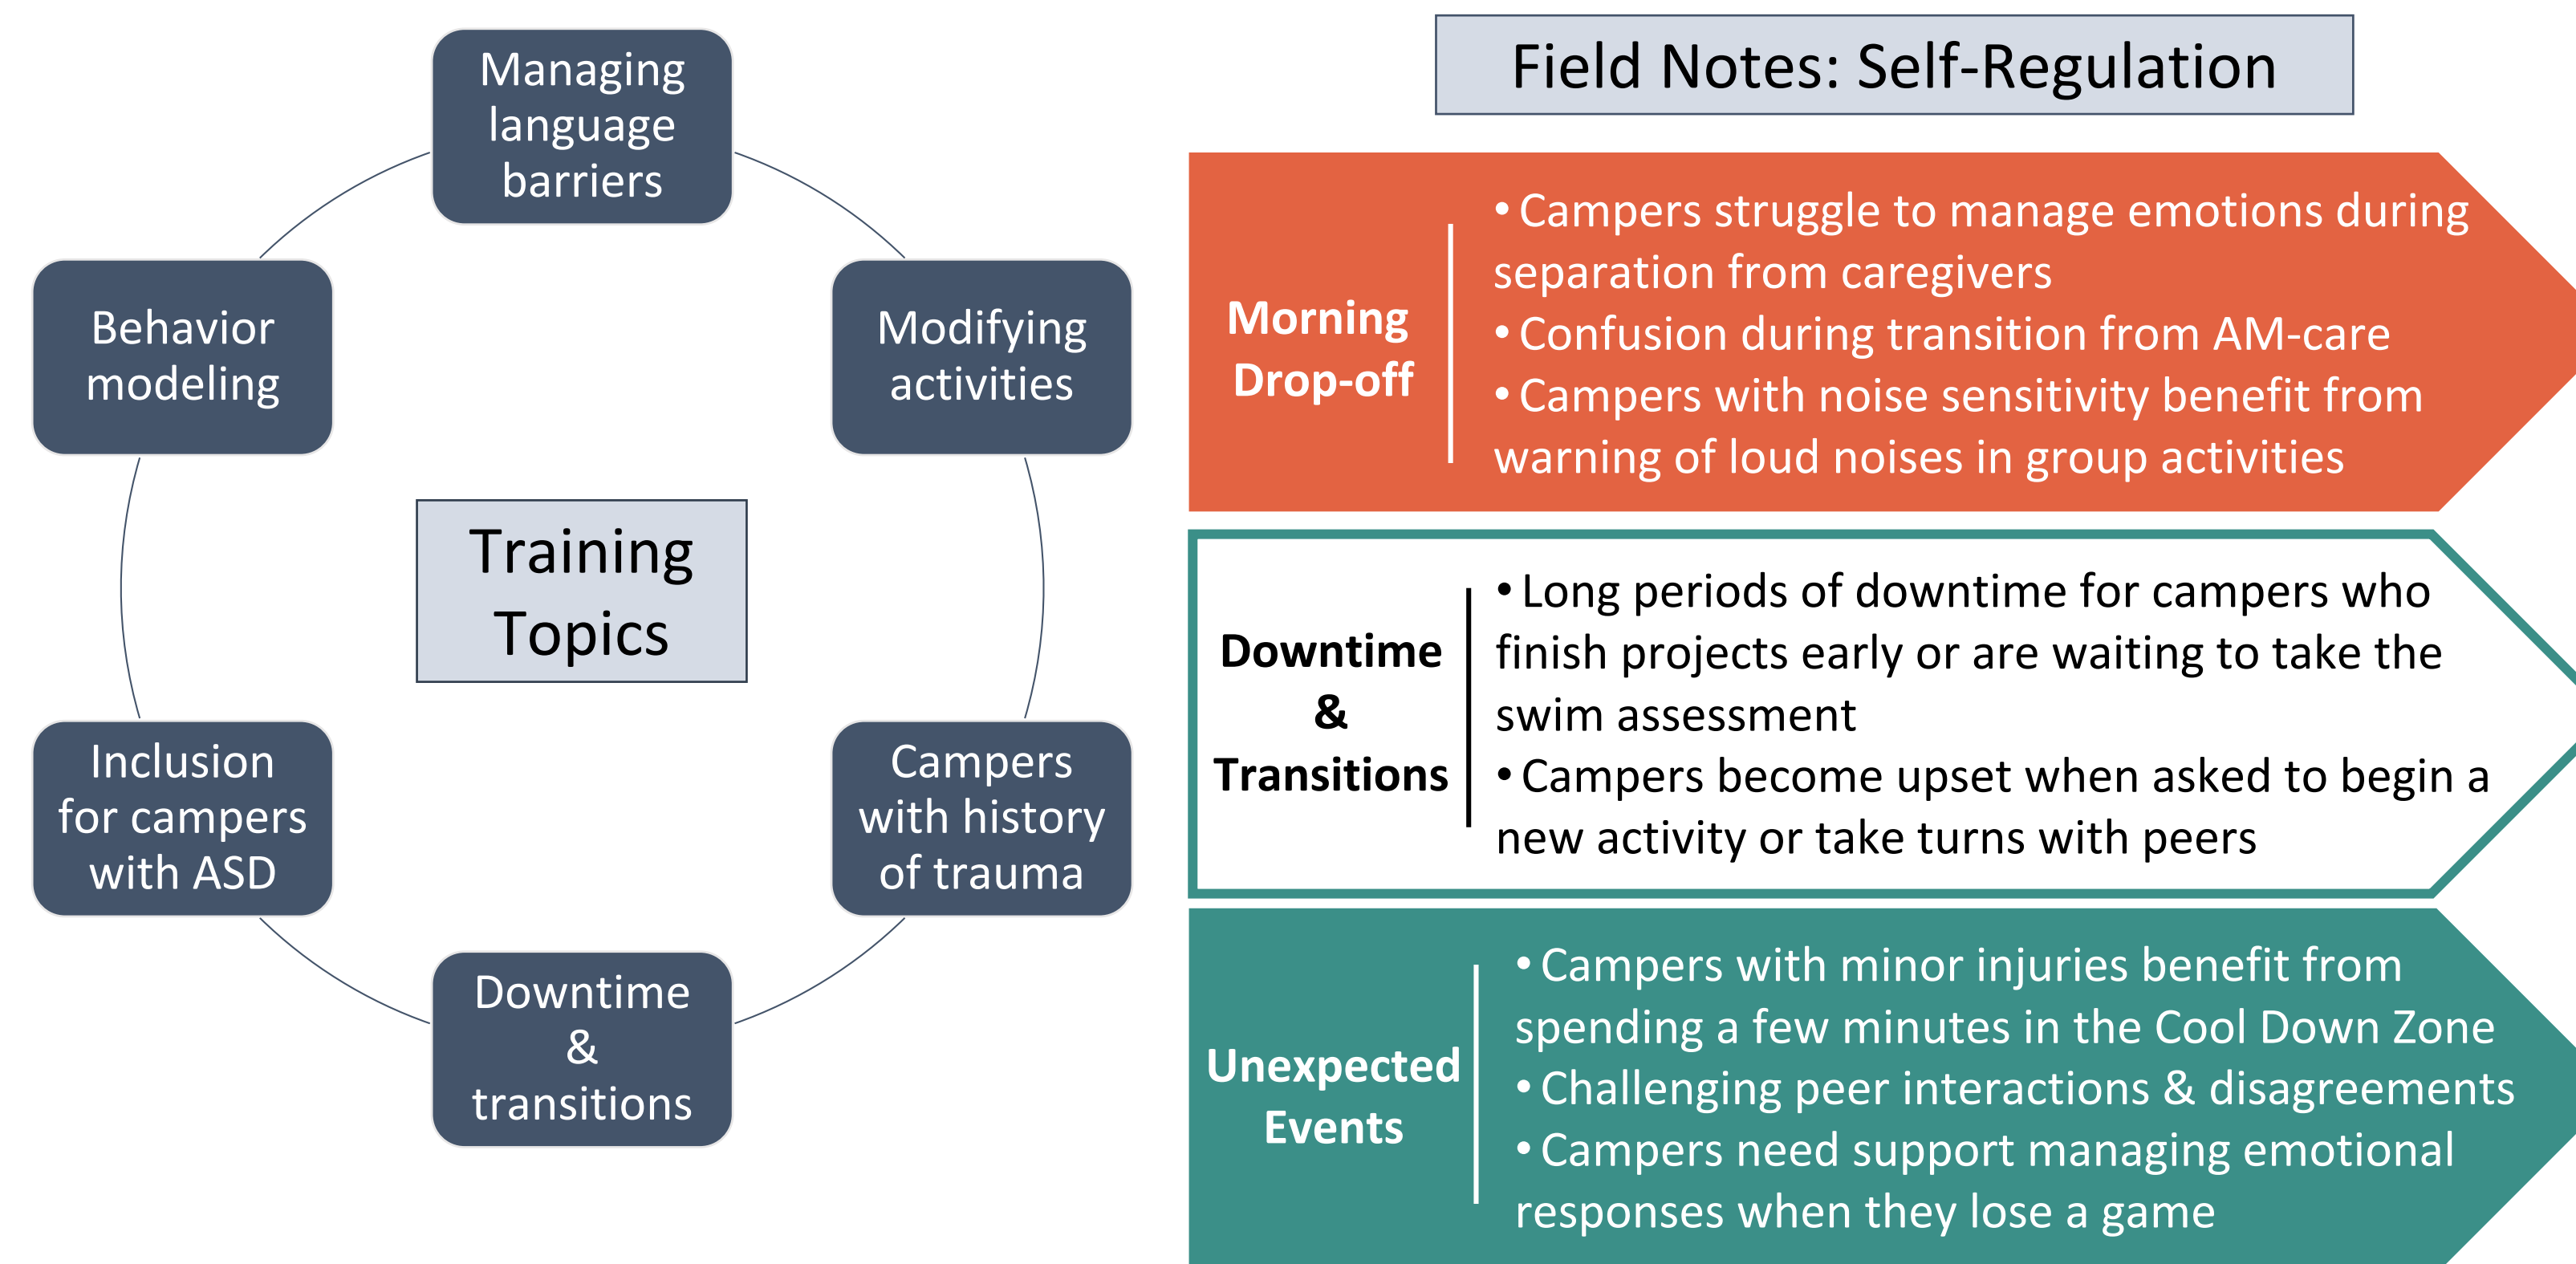 Managing
language
barriers
Modifying
activities
Campers
with history
of trauma
Downtime
&
transitions
Inclusion
for campers
with ASD
Behavior
modeling
Training
Topics
Field Notes: Self-Regulation
Morning
Drop-off
• Campers struggle to manage emotions during
separation from caregivers
• Confusion during transition from AM-care
• Campers with noise sensitivity benefit from
warning of loud noises in group activities
Downtime
&
Transitions
• Long periods of downtime for campers who
finish projects early or are waiting to take the
swim assessment
• Campers become upset when asked to begin a
new activity or take turns with peers
Unexpected
Events
• Campers with minor injuries benefit from
spending a few minutes in the Cool Down Zone
• Challenging peer interactions & disagreements
• Campers need support managing emotional
responses when they lose a game